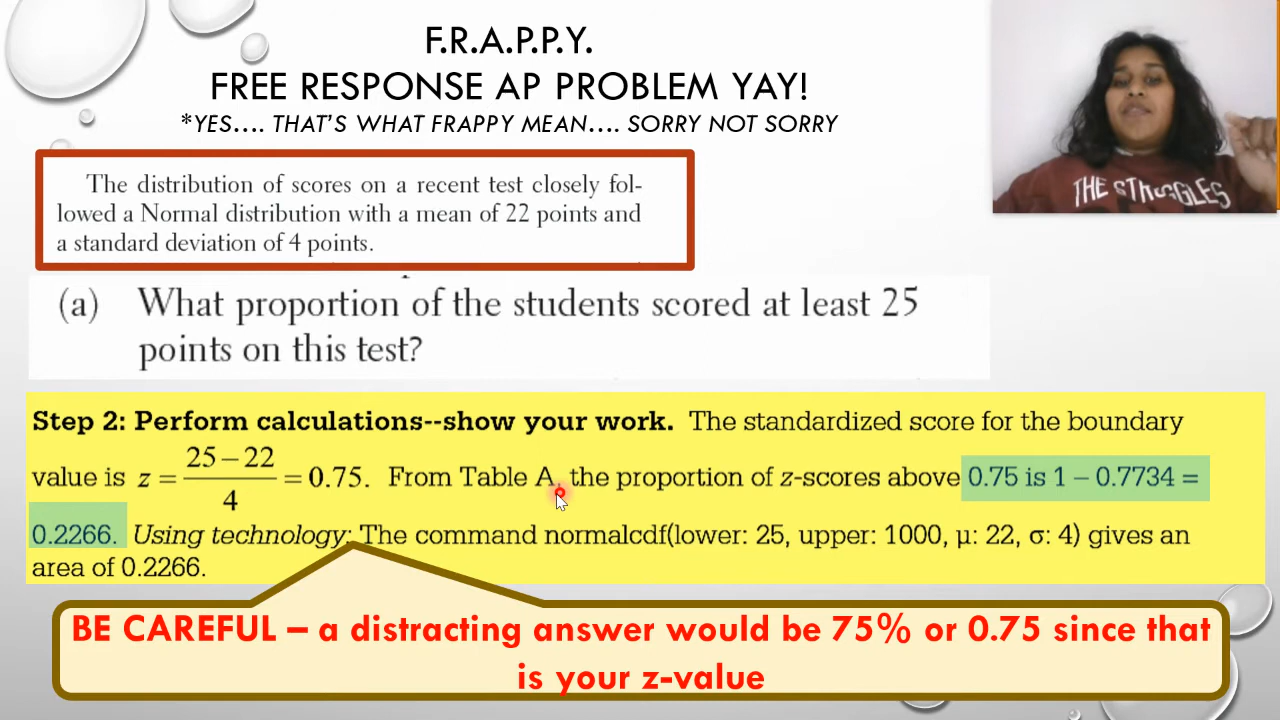 F.R.A.P.P.Y.
FREE RESPONSE AP PROBLEM YAY!
*YES.... THAT'S WHAT FRAPPY MEAN.... SORRY NOT SORRY
The distribution of scores on a recent test closely fol-
lowed a Normal distribution with a mean of 22 points and
a standard deviation of 4 points.
(a) What proportion of the students scored at least 25
points on this test?
Step 2: Perform calculations--show your work. The standardized score for the boundary
value is z = (25 – 22)/4 = 0.75. From Table A, the proportion of z-scores above 0.75 is 1 – 0.7734 =
0.2266. Using technology: The command normalcdf(lower: 25, upper: 1000, μ: 22, σ: 4) gives an
area of 0.2266.
BE CAREFUL – a distracting answer would be 75% or 0.75 since that
is your z-value
THE STRUGGLES